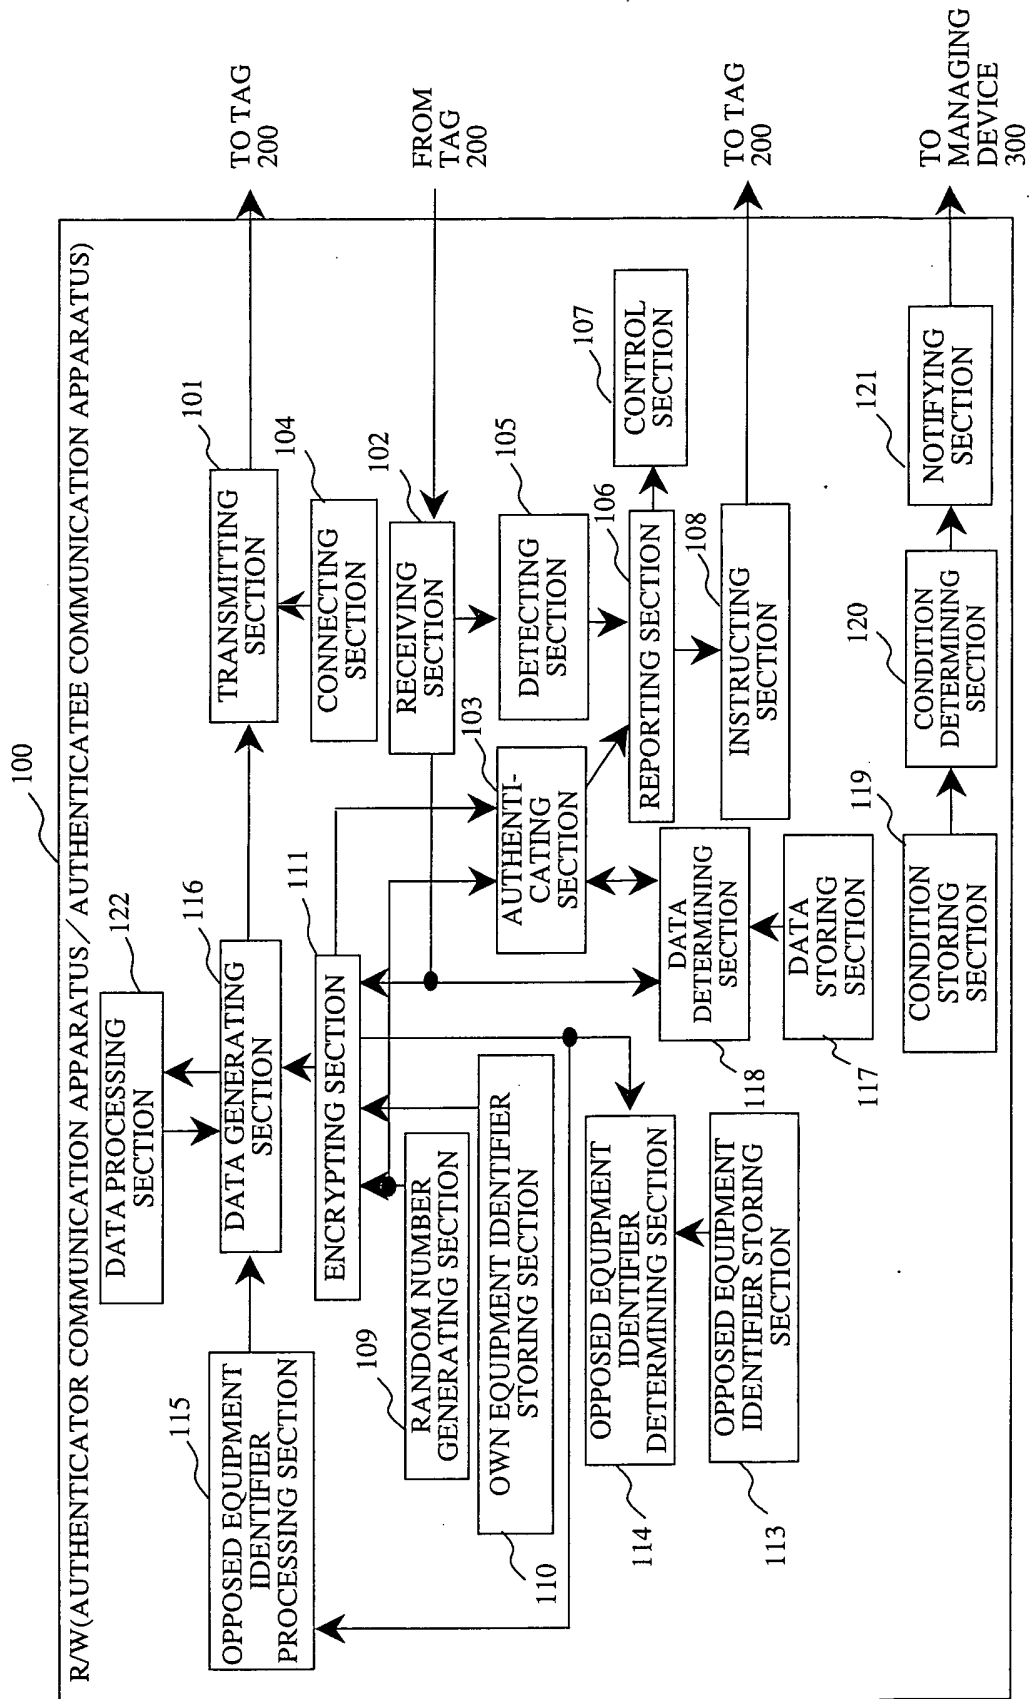 100
R/W(AUTHENTICATOR COMMUNICATION APPARATUS/AUTHENTICATEE COMMUNICATION APPARATUS)
122
DATA PROCESSING
SECTION
115
OPPOSED EQUIPMENT
IDENTIFIER
PROCESSING SECTION
116
DATA GENERATING
SECTION
101
TRANSMITTING
SECTION
TO TAG
200
111
ENCRYPTING SECTION
104
CONNECTING
SECTION
109
RANDOM NUMBER
GENERATING SECTION
102
RECEIVING
SECTION
FROM
TAG
200
110
OWN EQUIPMENT IDENTIFIER
STORING SECTION
103
AUTHENTI-
CATING
SECTION
105
DETECTING
SECTION
107
CONTROL
SECTION
114
OPPOSED EQUIPMENT
IDENTIFIER
DETERMINING SECTION
106
REPORTING SECTION
118
DATA
DETERMINING
SECTION
108
INSTRUCTING
SECTION
TO TAG
200
113
OPPOSED EQUIPMENT
IDENTIFIER STORING
SECTION
117
DATA
STORING
SECTION
119
CONDITION
STORING
SECTION
120
CONDITION
DETERMINING
SECTION
121
NOTIFYING
SECTION
TO
MANAGING
DEVICE
300